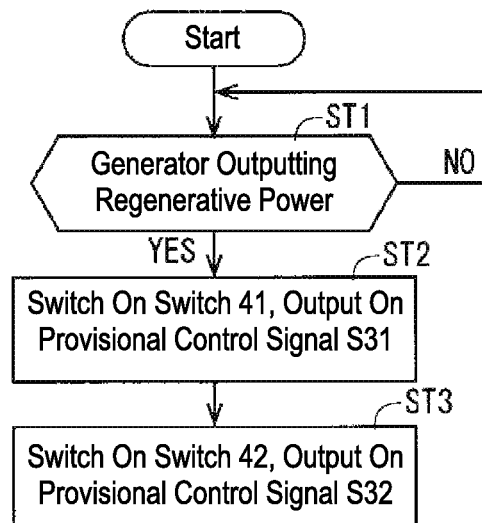 Start
ST1
Generator Outputting
Regenerative Power
NO
YES
ST2
Switch On Switch 41, Output On
Provisional Control Signal S31
ST3
Switch On Switch 42, Output On
Provisional Control Signal S32